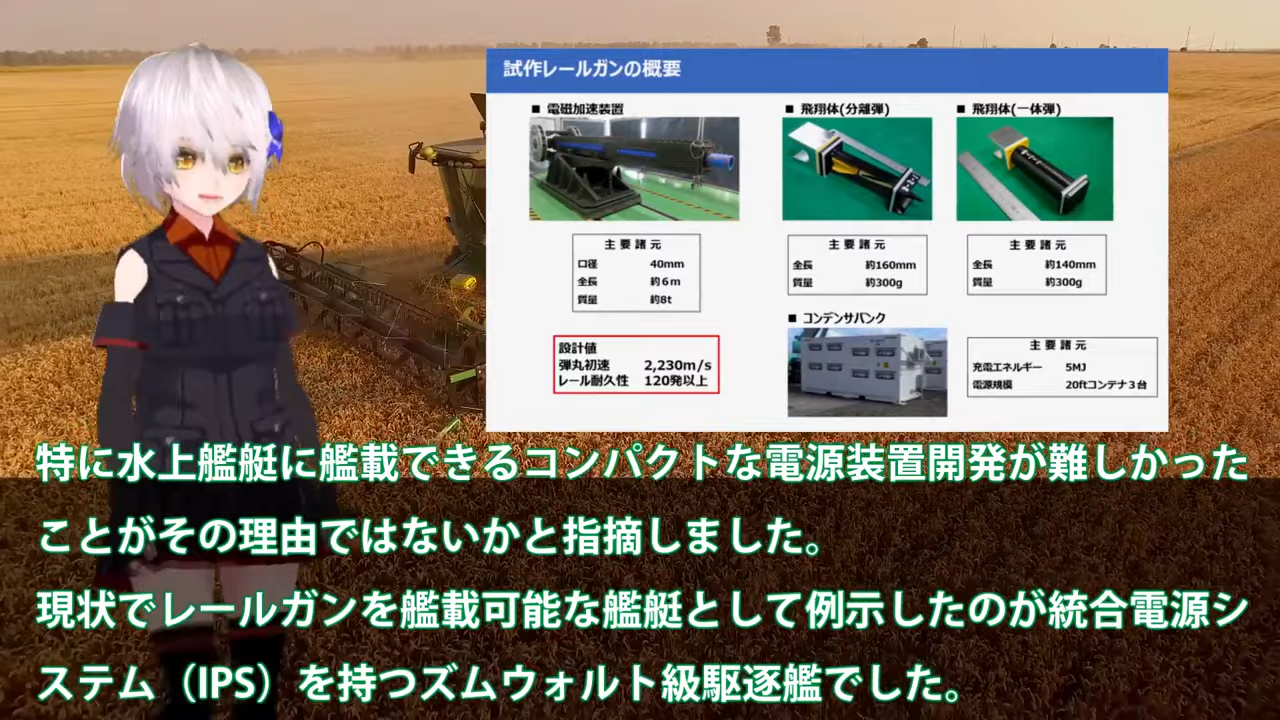 試作レールガンの概要
■ 電磁加速装置
■ 飛翔体(分離弾)
■ 飛翔体(一体弾)
主要諸元
口径 40mm
全長 約6m
質量 約8t
主要諸元
全長 約160mm
質量 約300g
主要諸元
全長 約140mm
質量 約300g
設計値
弾丸初速 2,230m/s
レール耐久性 120発以上
■ コンデンサバンク
主要諸元
充電エネルギー 5MJ
電源規模 20ftコンテナ3台
特に水上艦艇に艦載できるコンパクトな電源装置開発が難しかった
ことがその理由ではないかと指摘しました。
現状でレールガンを艦載可能な艦艇として例示したのが統合電源シ
ステム（IPS）を持つズムウォルト級駆逐艦でした。